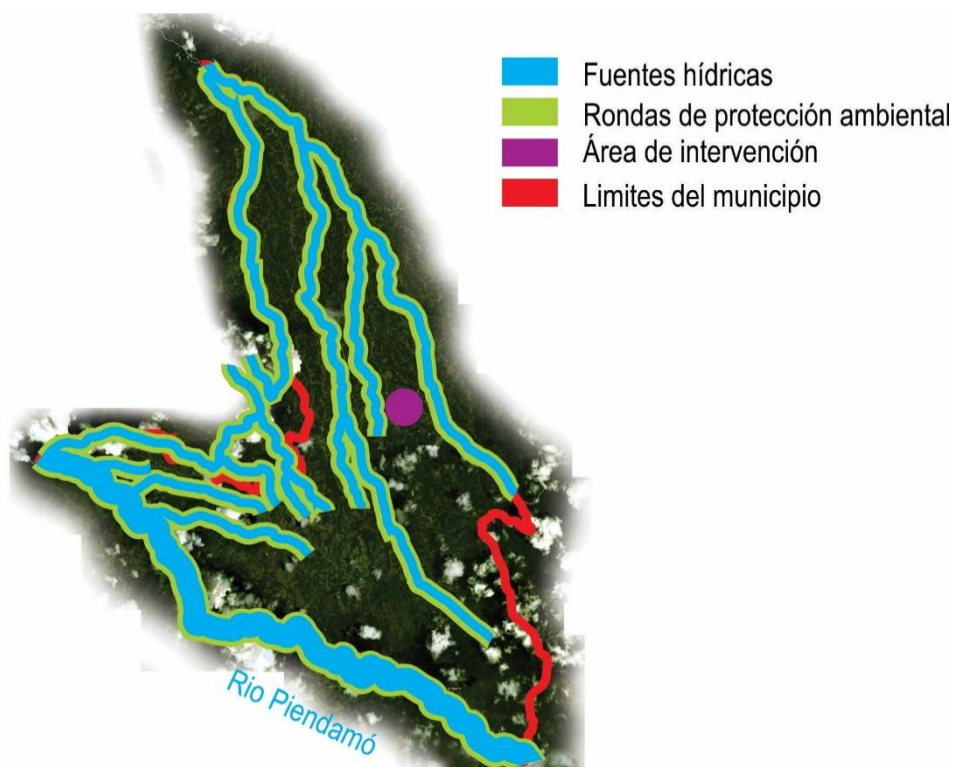 Fuentes hídricas
Rondas de protección ambiental
Área de intervención
Limites del municipio
Rio Piendamó